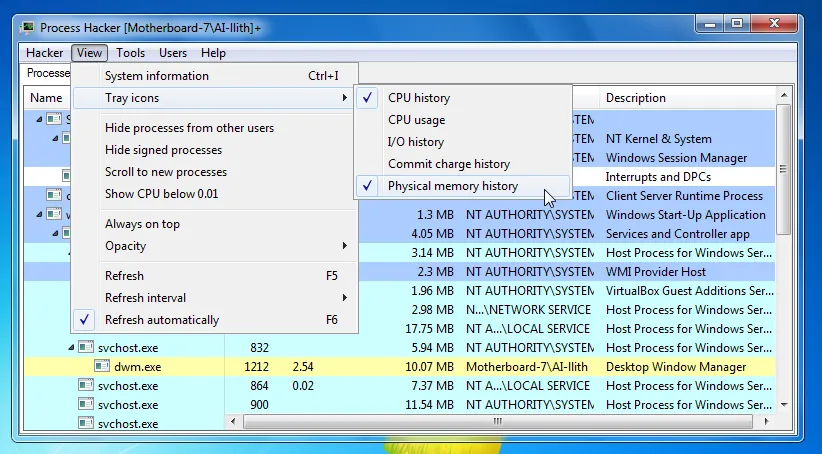 Process Hacker [Motherboard-7\AI-llith]+
Hacker View Tools Users Help
Processe
Name Description
System information Ctrl+I
Tray icons
Hide processes from other users
Hide signed processes
Scroll to new processes
Show CPU below 0.01
Always on top
Opacity
Refresh F5
Refresh interval
Refresh automatically F6
CPU history
CPU usage
I/O history
Commit charge history
Physical memory history
NT Kernel & System
Windows Session Manager
Interrupts and DPCs
Client Server Runtime Process
1.3 MB NT AUTHORITY\SYSTEM Windows Start-Up Application
4.05 MB NT AUTHORITY\SYSTEM Services and Controller app
3.14 MB NT AUTHORITY\SYSTEM Host Process for Windows Ser...
2.3 MB NT AUTHORITY\SYSTEM WMI Provider Host
1.96 MB NT AUTHORITY\SYSTEM VirtualBox Guest Additions Ser...
2.98 MB N...\NETWORK SERVICE Host Process for Windows Ser...
17.75 MB NT A...\LOCAL SERVICE Host Process for Windows Ser...
svchost.exe 832 5.94 MB NT AUTHORITY\SYSTEM Host Process for Windows Ser...
dwm.exe 1212 2.54 10.07 MB Motherboard-7\AI-llith Desktop Window Manager
svchost.exe 864 0.02 7.37 MB NT A...\LOCAL SERVICE Host Process for Windows Ser...
svchost.exe 900 11.54 MB NT AUTHORITY\SYSTEM Host Process for Windows Ser...
svchost.exe